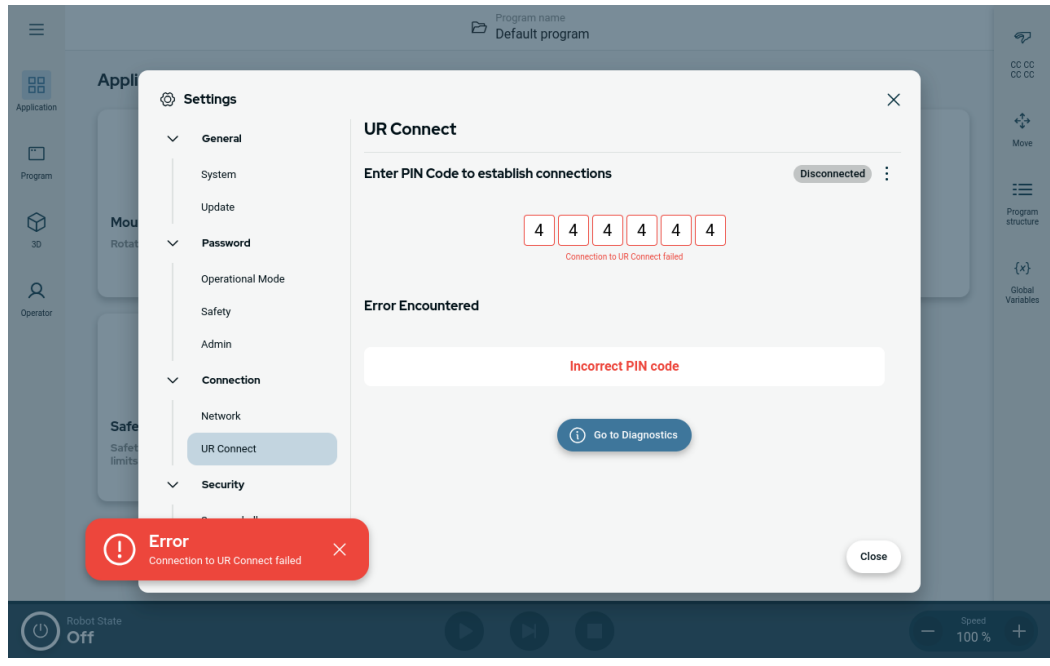 Program name
Default program
Application
Program
3D
Operator
Mou
Rotat
Safe
Safet
limits
Appli
Settings
General
System
Update
Password
Operational Mode
Safety
Admin
Connection
Network
UR Connect
Security
UR Connect
Enter PIN Code to establish connections
Disconnected
4 4 4 4 4 4
Connection to UR Connect failed
Error Encountered
Incorrect PIN code
Go to Diagnostics
Close
Error
Connection to UR Connect failed
CC CC
CC CC
Move
Program
structure
{x}
Global
Variables
Robot State
Off
Speed
100 %